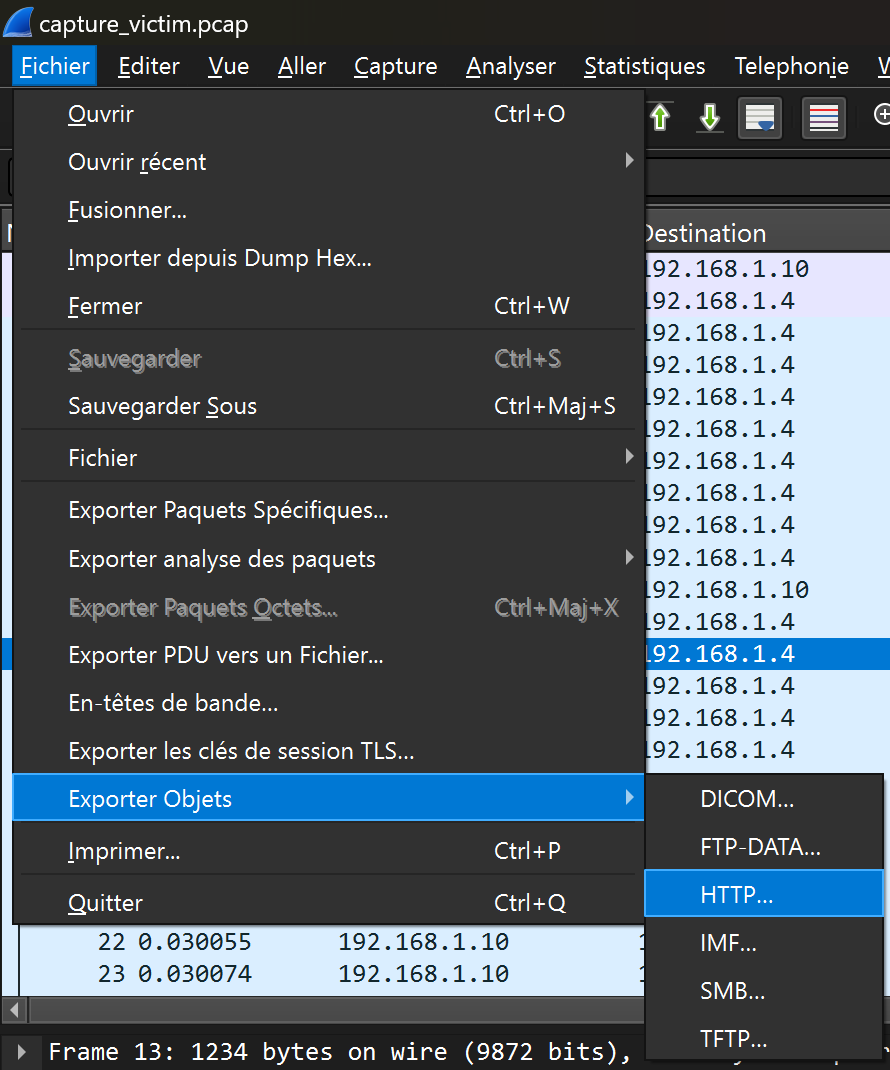 capture_victim.pcap
Fichier Editer Vue Aller Capture Analyser Statistiques Telephonie
Ouvrir Ctrl+O
Ouvrir récent
Fusionner...
Importer depuis Dump Hex...
Fermer Ctrl+W
Sauvegarder Ctrl+S
Sauvegarder Sous Ctrl+Maj+S
Fichier
Exporter Paquets Spécifiques...
Exporter analyse des paquets
Exporter Paquets Octets... Ctrl+Maj+X
Exporter PDU vers un Fichier...
En-têtes de bande...
Exporter les clés de session TLS...
Exporter Objets
Imprimer... Ctrl+P
Quitter Ctrl+Q
DICOM...
FTP-DATA...
HTTP...
IMF...
SMB...
TFTP...
Destination
192.168.1.10
192.168.1.4
192.168.1.4
192.168.1.4
192.168.1.4
192.168.1.4
192.168.1.4
192.168.1.4
192.168.1.4
192.168.1.4
192.168.1.10
192.168.1.4
192.168.1.4
192.168.1.4
192.168.1.4
192.168.1.4
22 0.030055 192.168.1.10
23 0.030074 192.168.1.10
Frame 13: 1234 bytes on wire (9872 bits),